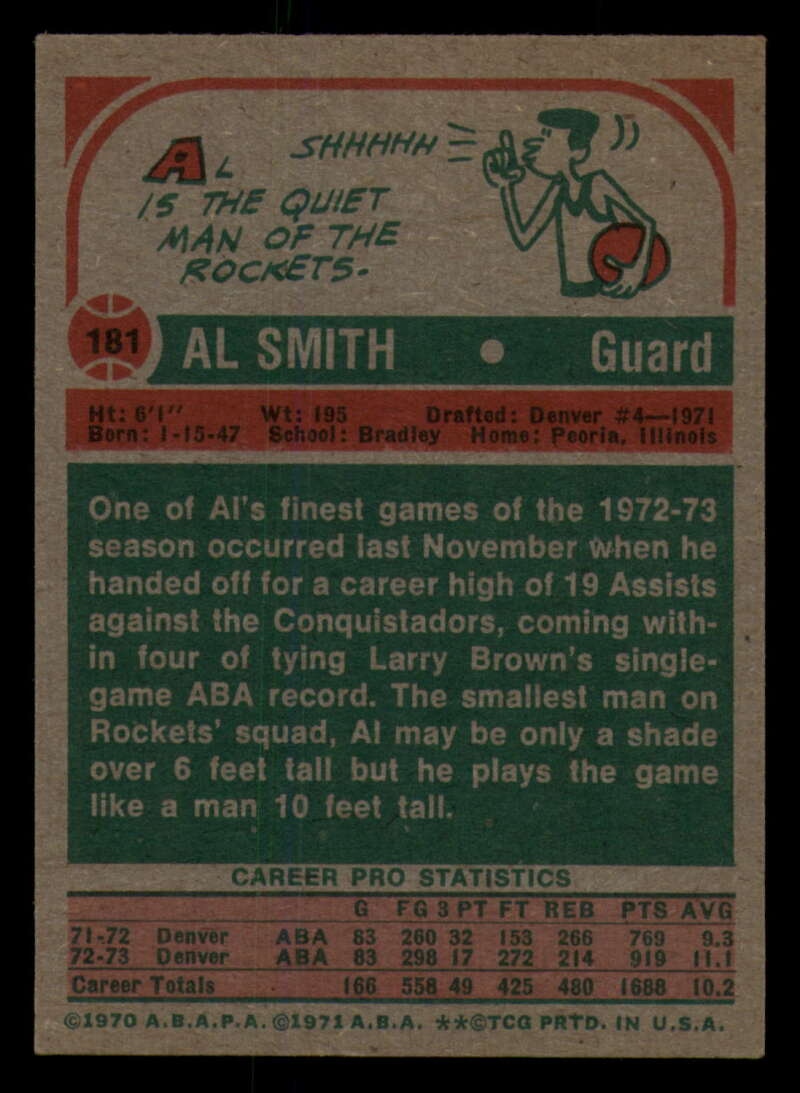 SHHHHH
AL
IS THE QUIET
MAN OF THE
ROCKETS.
181 AL SMITH • Guard
Ht: 6'1" Wt: 195 Drafted: Denver #4—1971
Born: 1-15-47 School: Bradley Home: Peoria, Illinois
One of Al's finest games of the 1972-73
season occurred last November when he
handed off for a career high of 19 Assists
against the Conquistadors, coming with-
in four of tying Larry Brown's single-
game ABA record. The smallest man on
Rockets' squad, Al may be only a shade
over 6 feet tall but he plays the game
like a man 10 feet tall.
CAREER PRO STATISTICS
G FG 3 PT FT REB PTS AVG
71-72 Denver ABA 83 260 32 153 266 769 9.3
72-73 Denver ABA 83 298 17 272 214 919 11.1
Career Totals 166 558 49 425 480 1688 10.2
©1970 A.B.A.P.A. ©1971 A.B.A. **©TCG PRTD. IN U.S.A.